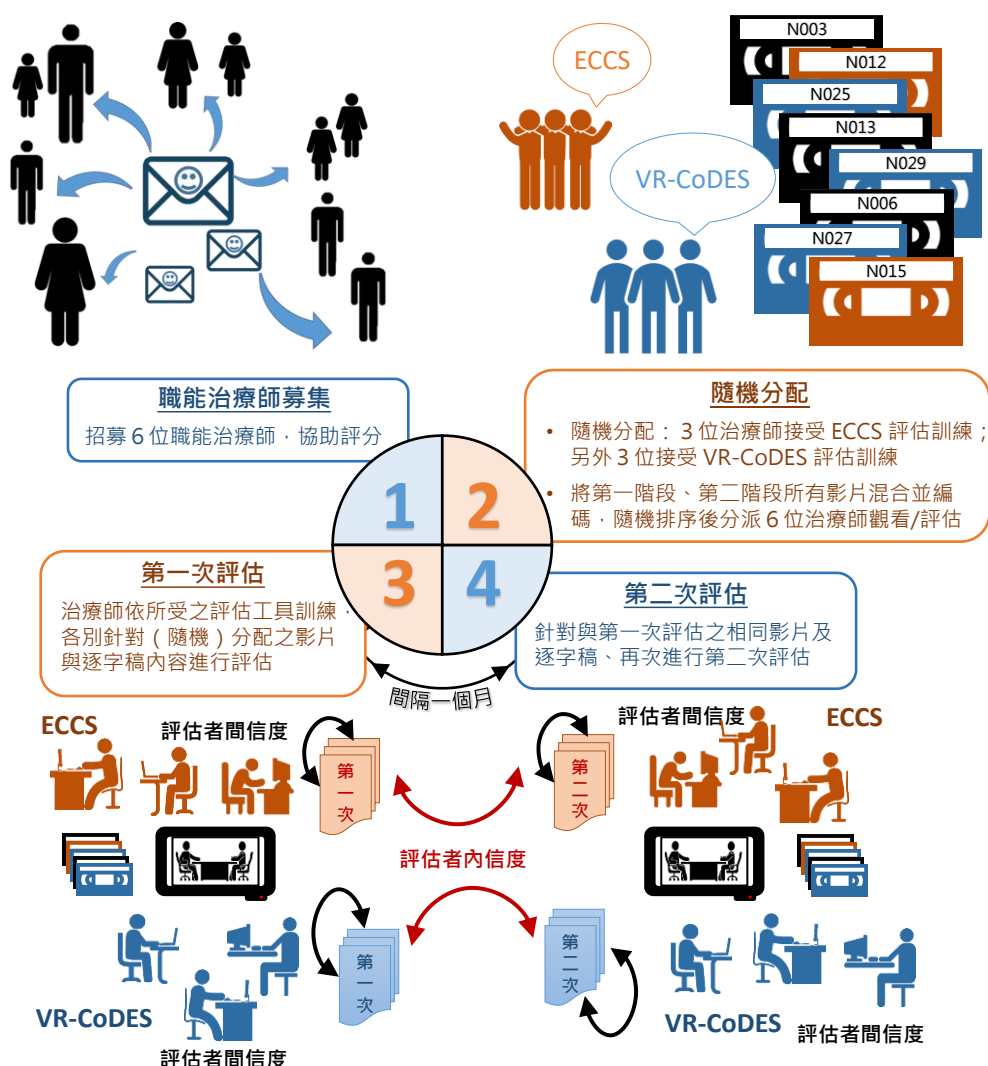 ECCS
VR-CoDES
N003
N012
N025
N013
N029
N006
N027
N015
職能治療師募集
招募 6 位職能治療師，協助評分
隨機分配
• 隨機分配： 3 位治療師接受 ECCS 評估訓練；
另外 3 位接受 VR-CoDES 評估訓練
• 將第一階段、第二階段所有影片混合並編
碼，隨機排序後分派 6 位治療師觀看/評估
1
2
3
4
第一次評估
治療師依所受之評估工具訓練，
各別針對（隨機）分配之影片
與逐字稿內容進行評估
第二次評估
針對與第一次評估之相同影片及
逐字稿、再次進行第二次評估
間隔一個月
ECCS
評估者間信度
第一次
評估者間信度
ECCS
第二次
評估者內信度
第一次
第二次
VR-CoDES
評估者間信度
VR-CoDES
評估者間信度